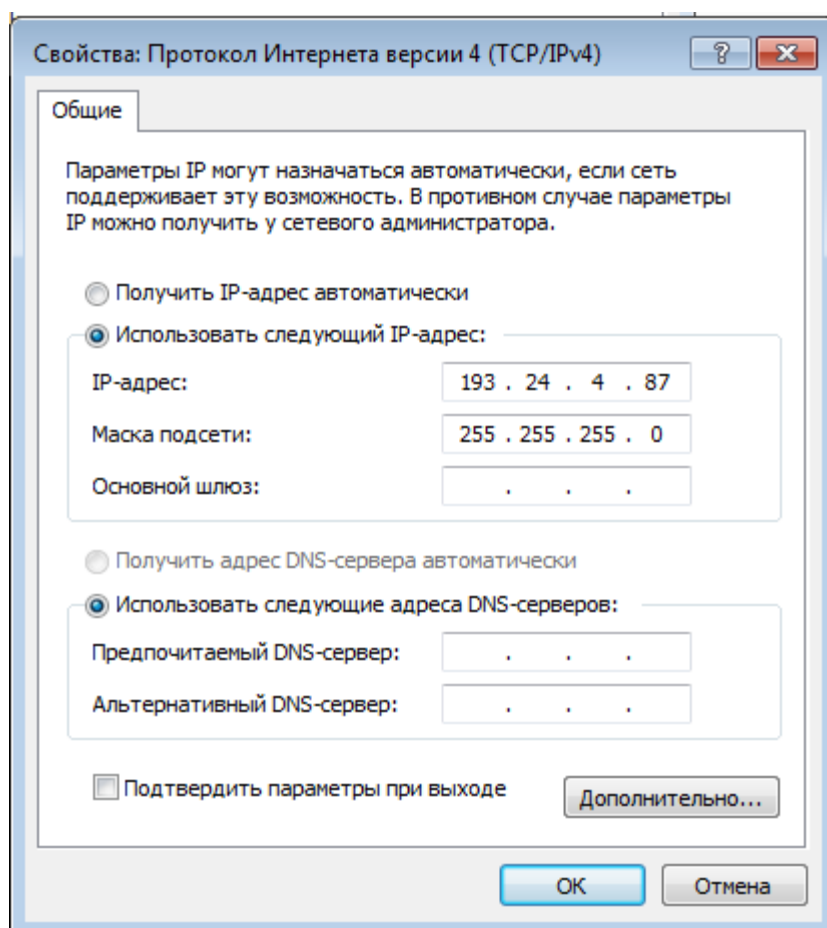 Свойства: Протокол Интернета версии 4 (TCP/IPv4)
Общие
Параметры IP могут назначаться автоматически, если сеть
поддерживает эту возможность. В противном случае параметры
IP можно получить у сетевого администратора.
Получить IP-адрес автоматически
Использовать следующий IP-адрес:
IP-адрес: 193 . 24 . 4 . 87
Маска подсети: 255 . 255 . 255 . 0
Основной шлюз: . . .
Получить адрес DNS-сервера автоматически
Использовать следующие адреса DNS-серверов:
Предпочитаемый DNS-сервер: . . .
Альтернативный DNS-сервер: . . .
Подтвердить параметры при выходе
Дополнительно...
ОК Отмена